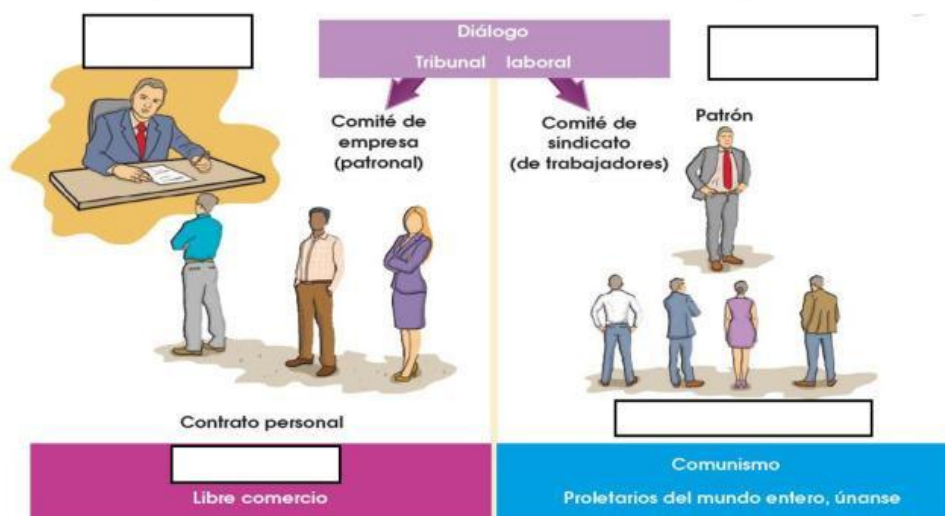 Diálogo
Tribunal laboral
Comité de
empresa
(patronal)
Comité de
sindicato
(de trabajadores)
Patrón
Contrato personal
Libre comercio
Comunismo
Proletarios del mundo entero, únanse